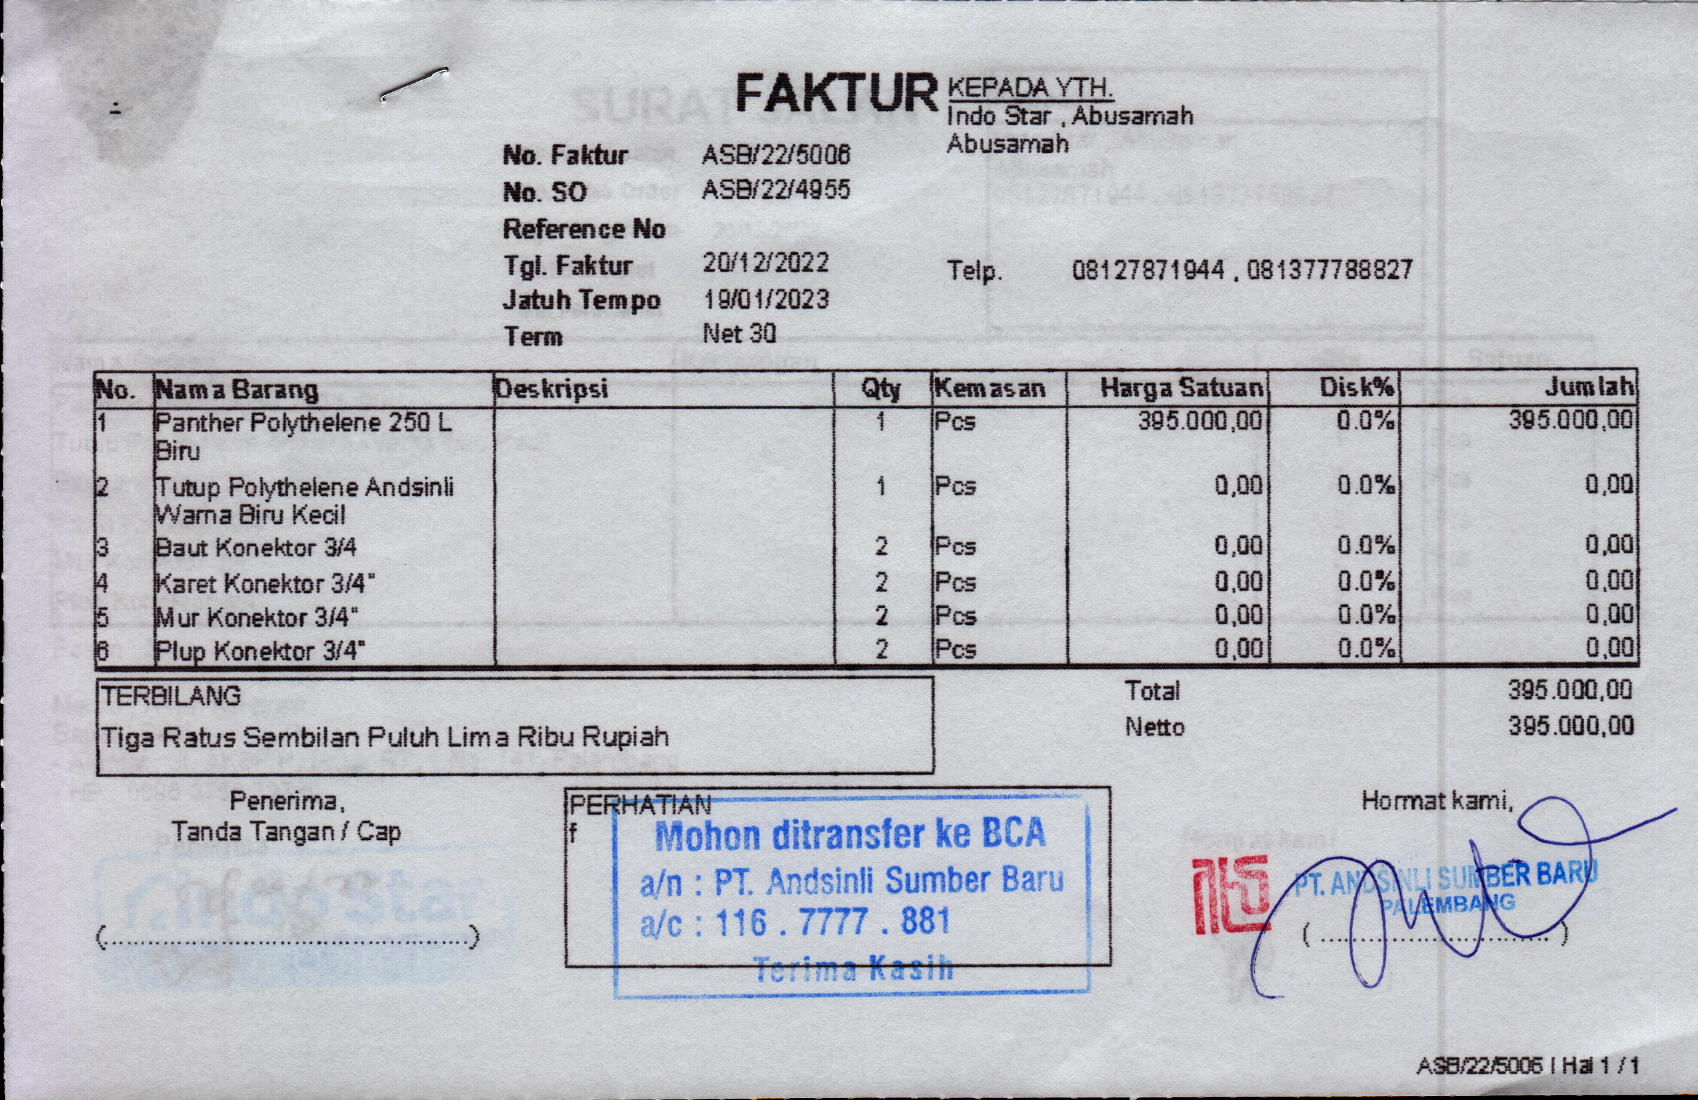 FAKTUR
KEPADA YTH.
Indo Star , Abusamah
Abusamah
No. Faktur ASB/22/5006
No. SO ASB/22/4955
Reference No
Tgl. Faktur 20/12/2022
Telp. 08127871944 , 081377788827
Jatuh Tempo 19/01/2023
Term Net 30
No. Nama Barang Deskripsi Qty Kemasan Harga Satuan Disk% Jumlah
1 Panther Polythelene 250 L 1 Pcs 395.000,00 0.0% 395.000,00
Biru
2 Tutup Polythelene Andsinli 1 Pcs 0,00 0.0% 0,00
Warna Biru Kecil
3 Baut Konektor 3/4 2 Pcs 0,00 0.0% 0,00
4 Karet Konektor 3/4" 2 Pcs 0,00 0.0% 0,00
5 Mur Konektor 3/4" 2 Pcs 0,00 0.0% 0,00
6 Plup Konektor 3/4" 2 Pcs 0,00 0.0% 0,00
TERBILANG
Tiga Ratus Sembilan Puluh Lima Ribu Rupiah
Total 395.000,00
Netto 395.000,00
Penerima,
Tanda Tangan / Cap
(..........................................)
PERHATIAN
f
Mohon ditransfer ke BCA
a/n : PT. Andsinli Sumber Baru
a/c : 116 . 7777 . 881
Terima Kasih
Hormat kami,
PT. ANDSINLI SUMBER BARU
PALEMBANG
( .......................... )
ASB/22/5006 | Hal 1 / 1